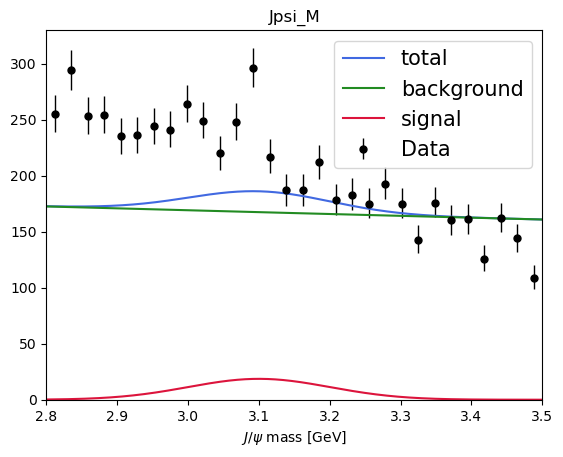 Jpsi_M
total
background
signal
Data
300
250
200
150
100
50
0
2.8 2.9 3.0 3.1 3.2 3.3 3.4 3.5
J/ψ mass [GeV]